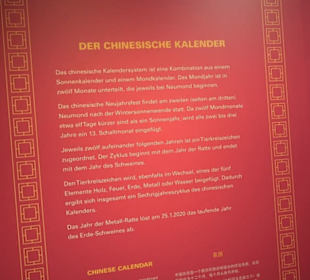 DER CHINESISCHE KALENDER
Das chinesische Kalendersystem ist eine Kombination aus einem
Sonnenkalender und einem Mondkalender. Das Mondjahr ist in
zwölf Monate unterteilt, die jeweils bei Neumond beginnen.
Das chinesische Neujahrsfest findet am zweiten (selten am dritten)
Neumond nach der Wintersonnenwende statt. Da zwölf Mondmonate
etwa elf Tage kürzer sind als ein Sonnenjahr, wird alle zwei bis drei
Jahre ein 13. Schaltmonat eingefügt.
Jeweils zwölf aufeinander folgenden Jahren ist ein Tierkreiszeichen
zugeordnet. Der Zyklus beginnt mit dem Jahr der Ratte und endet
mit dem Jahr des Schweines.
Den Tierkreiszeichen wird, ebenfalls im Wechsel, eines der fünf
Elemente Holz, Feuer, Erde, Metall oder Wasser beigefügt. Dadurch
ergibt sich insgesamt ein Sechzigjahreszyklus des chinesischen
Kalenders.
Das Jahr der Metall-Ratte löst am 25.1.2020 das laufende Jahr
des Erde-Schweines ab.
CHINESE CALENDAR